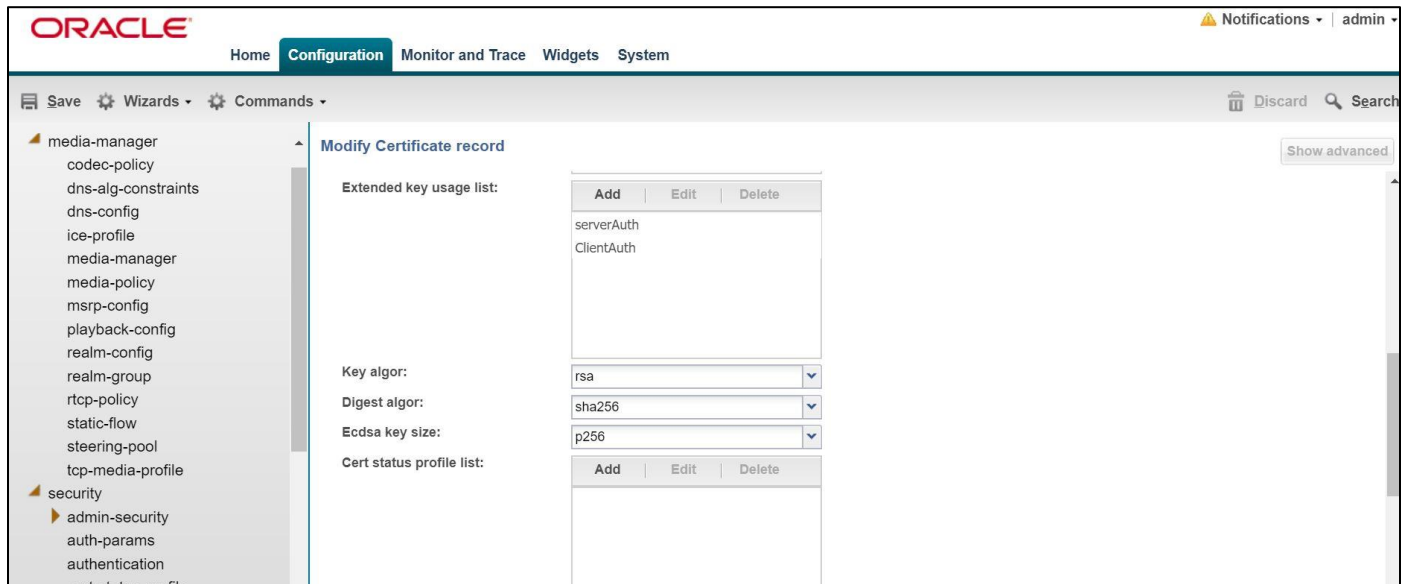 ORACLE
Notifications | admin
Home Configuration Monitor and Trace Widgets System
Save Wizards Commands
Discard Search
media-manager
codec-policy
dns-alg-constraints
dns-config
ice-profile
media-manager
media-policy
msrp-config
playback-config
realm-config
realm-group
rtcp-policy
static-flow
steering-pool
tcp-media-profile
security
admin-security
auth-params
authentication
Modify Certificate record
Show advanced
Extended key usage list:
Add | Edit | Delete
serverAuth
ClientAuth
Key algor:
rsa
Digest algor:
sha256
Ecdsa key size:
p256
Cert status profile list:
Add | Edit | Delete